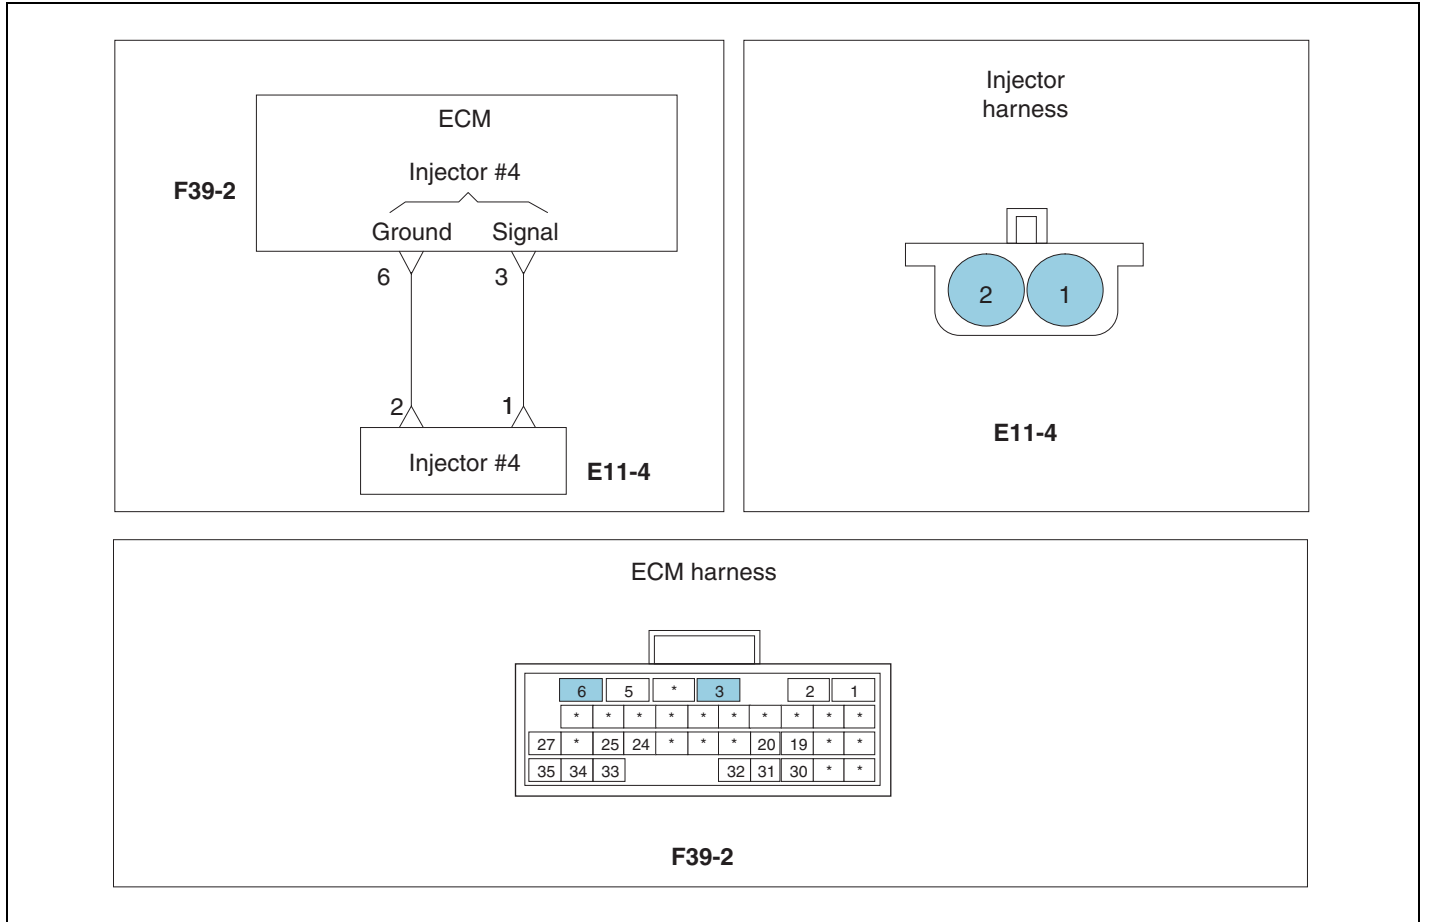 ECM
Injector #4
F39-2
Ground Signal
6 3
2 1
Injector #4
E11-4
Injector
harness
2 1
E11-4
ECM harness
6 5 * 3 2 1
* * * * * * * * * *
27 * 25 24 * * * 20 19 * *
35 34 33 32 31 30 * *
F39-2